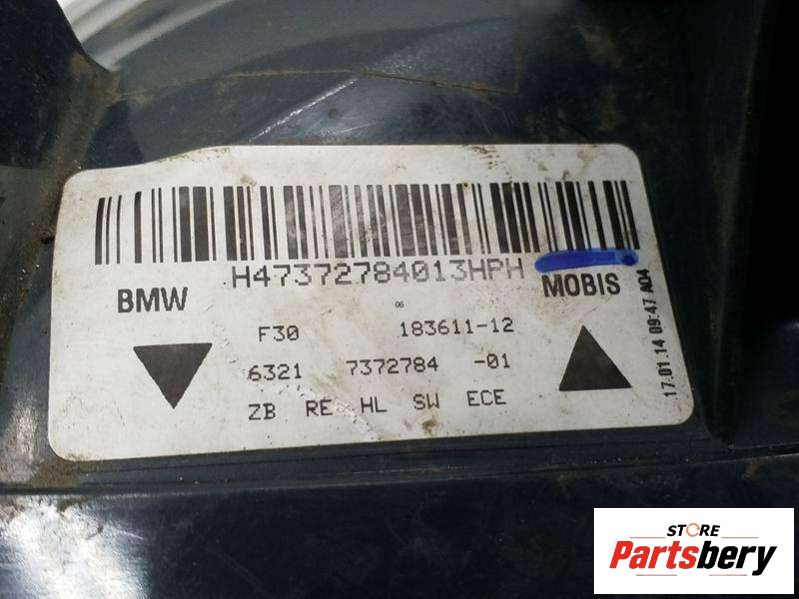 H47372784013HPH
BMW
MOBIS
06
F30 183611-12
6321 7372784 -01
ZB RE HL SW ECE
17.01.14 09:47 A04
STORE
Partsbery